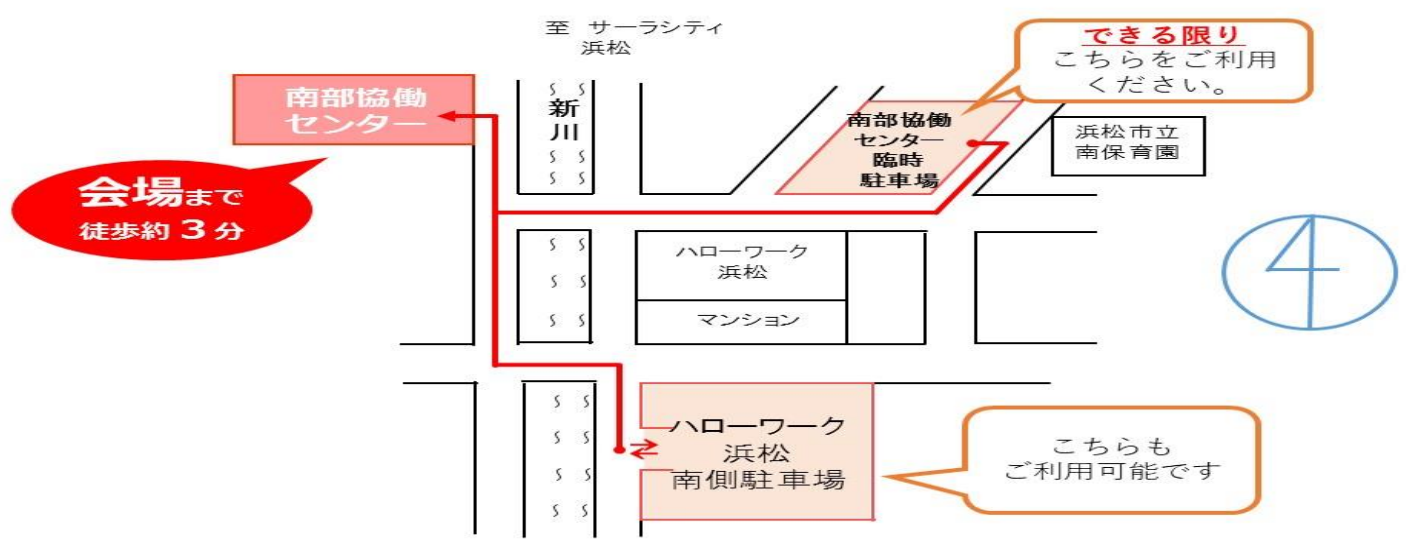 至 サーラシティ
浜松
できる限り
こちらをご利用
ください。
南部協働
センター
新
川
南部協働
センター
臨時
駐車場
浜松市立
南保育園
会場まで
徒歩約3分
ハローワーク
浜松
マンション
ハローワーク
浜松
南側駐車場
こちらも
ご利用可能です